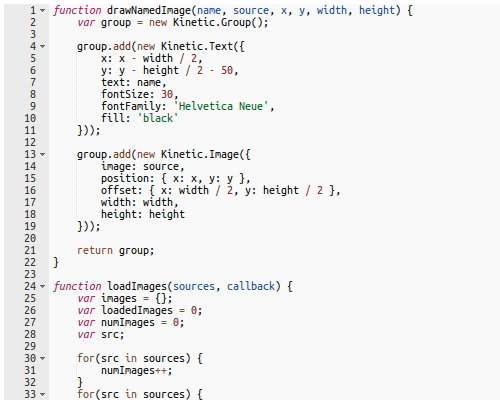 1 function drawNamedImage(name, source, x, y, width, height) {
2     var group = new Kinetic.Group();
3
4     group.add(new Kinetic.Text({
5         x: x - width / 2,
6         y: y - height / 2 - 50,
7         text: name,
8         fontSize: 30,
9         fontFamily: 'Helvetica Neue',
10         fill: 'black'
11     }));
12
13     group.add(new Kinetic.Image({
14         image: source,
15         position: { x: x, y: y },
16         offset: { x: width / 2, y: height / 2 },
17         width: width,
18         height: height
19     }));
20
21     return group;
22 }
23
24 function loadImages(sources, callback) {
25     var images = {};
26     var loadedImages = 0;
27     var numImages = 0;
28     var src;
29
30     for(src in sources) {
31         numImages++;
32     }
33     for(src in sources) {